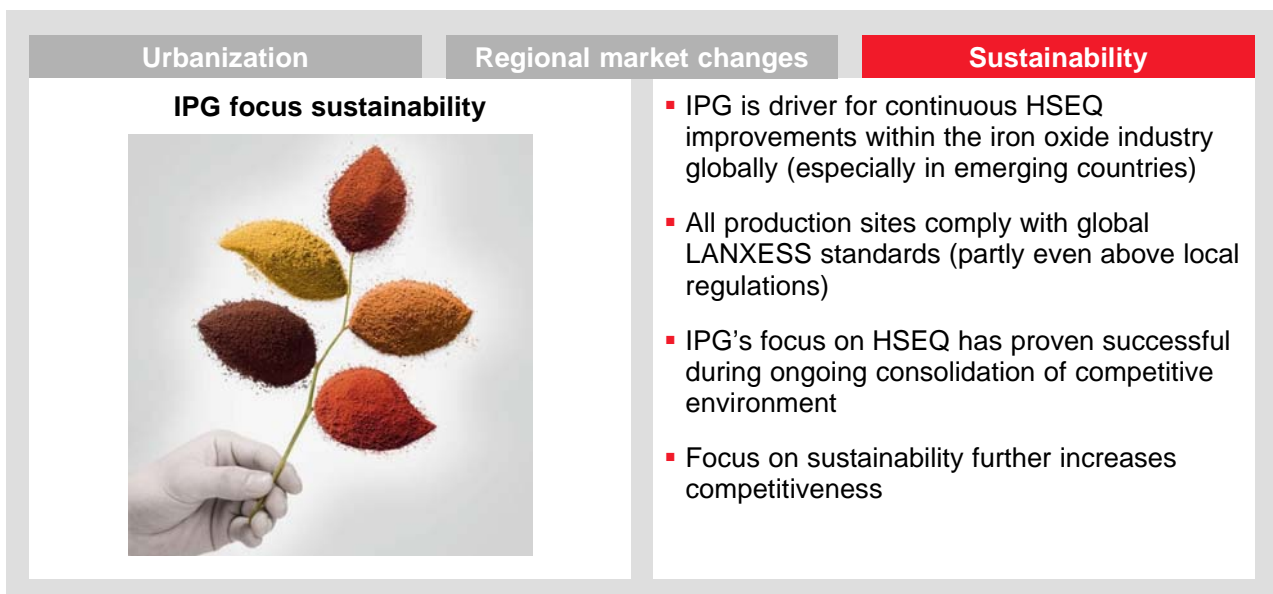 Urbanization
Regional market changes
Sustainability
IPG focus sustainability
▪ IPG is driver for continuous HSEQ
improvements within the iron oxide industry
globally (especially in emerging countries)
▪ All production sites comply with global
LANXESS standards (partly even above local
regulations)
▪ IPG’s focus on HSEQ has proven successful
during ongoing consolidation of competitive
environment
▪ Focus on sustainability further increases
competitiveness